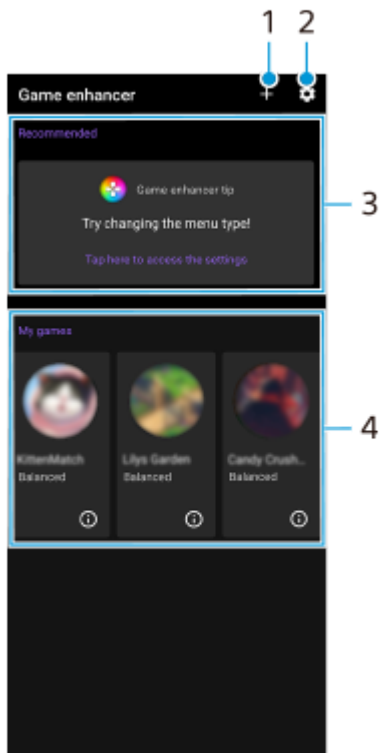 1 2
Game enhancer
Recommended
Game enhancer tip
Try changing the menu type!
Tap here to access the settings
3
My games
KittenMatch Lilys Garden Candy Crush...
Balanced Balanced Balanced
4